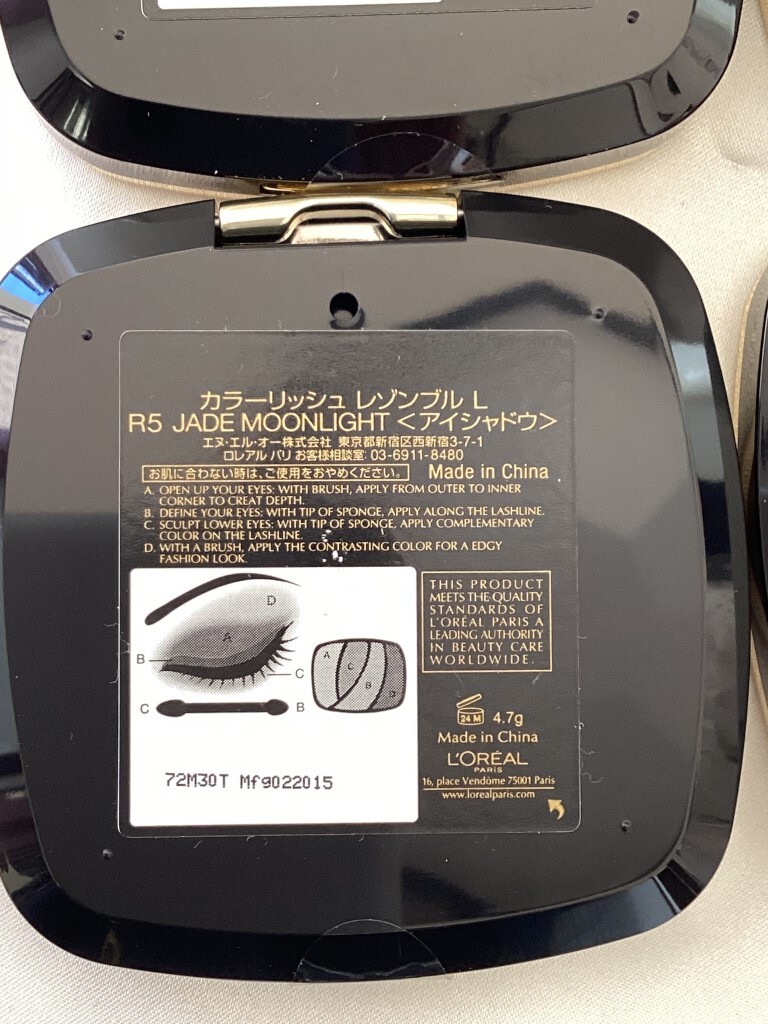 カラーリッシュ レゾンブル L
R5 JADE MOONLIGHT <アイシャドウ>
エヌ・エル・オー株式会社 東京都新宿区西新宿3-7-1
ロレアル パリ お客様相談室: 03-6911-8480
お肌に合わない時は、ご使用をおやめください。 Made in China
A. OPEN UP YOUR EYES: WITH BRUSH, APPLY FROM OUTER TO INNER
CORNER TO CREAT DEPTH.
B. DEFINE YOUR EYES: WITH TIP OF SPONGE, APPLY ALONG THE LASHLINE.
C. SCULPT LOWER EYES: WITH TIP OF SPONGE, APPLY COMPLEMENTARY
COLOR ON THE LASHLINE.
D. WITH A BRUSH, APPLY THE CONTRASTING COLOR FOR A EDGY
FASHION LOOK.
D
A
B
C
C
B
A
C
B
D
72M30T Mfg022015
THIS PRODUCT
MEETS THE QUALITY
STANDARDS OF
L'ORÉAL PARIS A
LEADING AUTHORITY
IN BEAUTY CARE
WORLDWIDE.
24 M 4.7g
Made in China
L'ORÉAL
PARIS
16, place Vendôme 75001 Paris
www.lorealparis.com